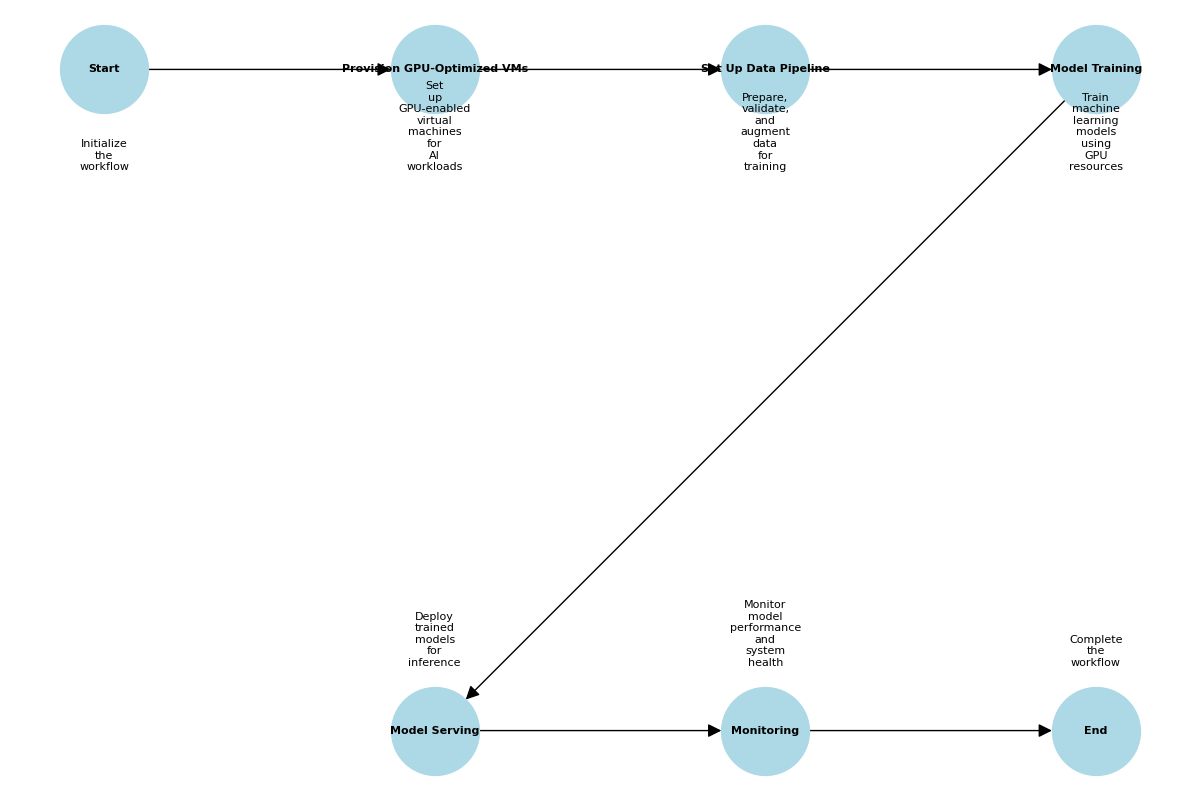 Start
Initialize
the
workflow
Provision GPU-Optimized VMs
Set
up
GPU-enabled
virtual
machines
for
AI
workloads
Set Up Data Pipeline
Prepare,
validate,
and
augment
data
for
training
Model Training
Train
machine
learning
models
using
GPU
resources
Deploy
trained
models
for
inference
Model Serving
Monitor
model
performance
and
system
health
Monitoring
Complete
the
workflow
End